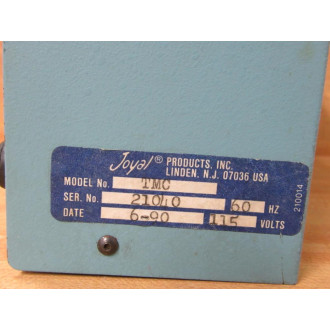 Joyal® PRODUCTS, INC.
LINDEN, N.J. 07036 USA
MODEL No. TMC
SER. No. 21040 60 HZ
DATE 6-90 115 VOLTS
210014